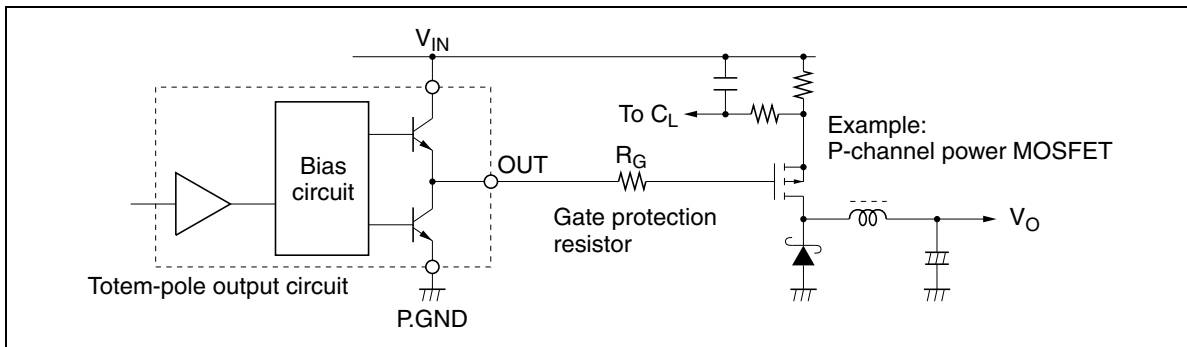 V_IN
To C_L
Example:
P-channel power MOSFET
Bias
circuit
OUT
R_G
Gate protection
resistor
V_O
Totem-pole output circuit
P.GND